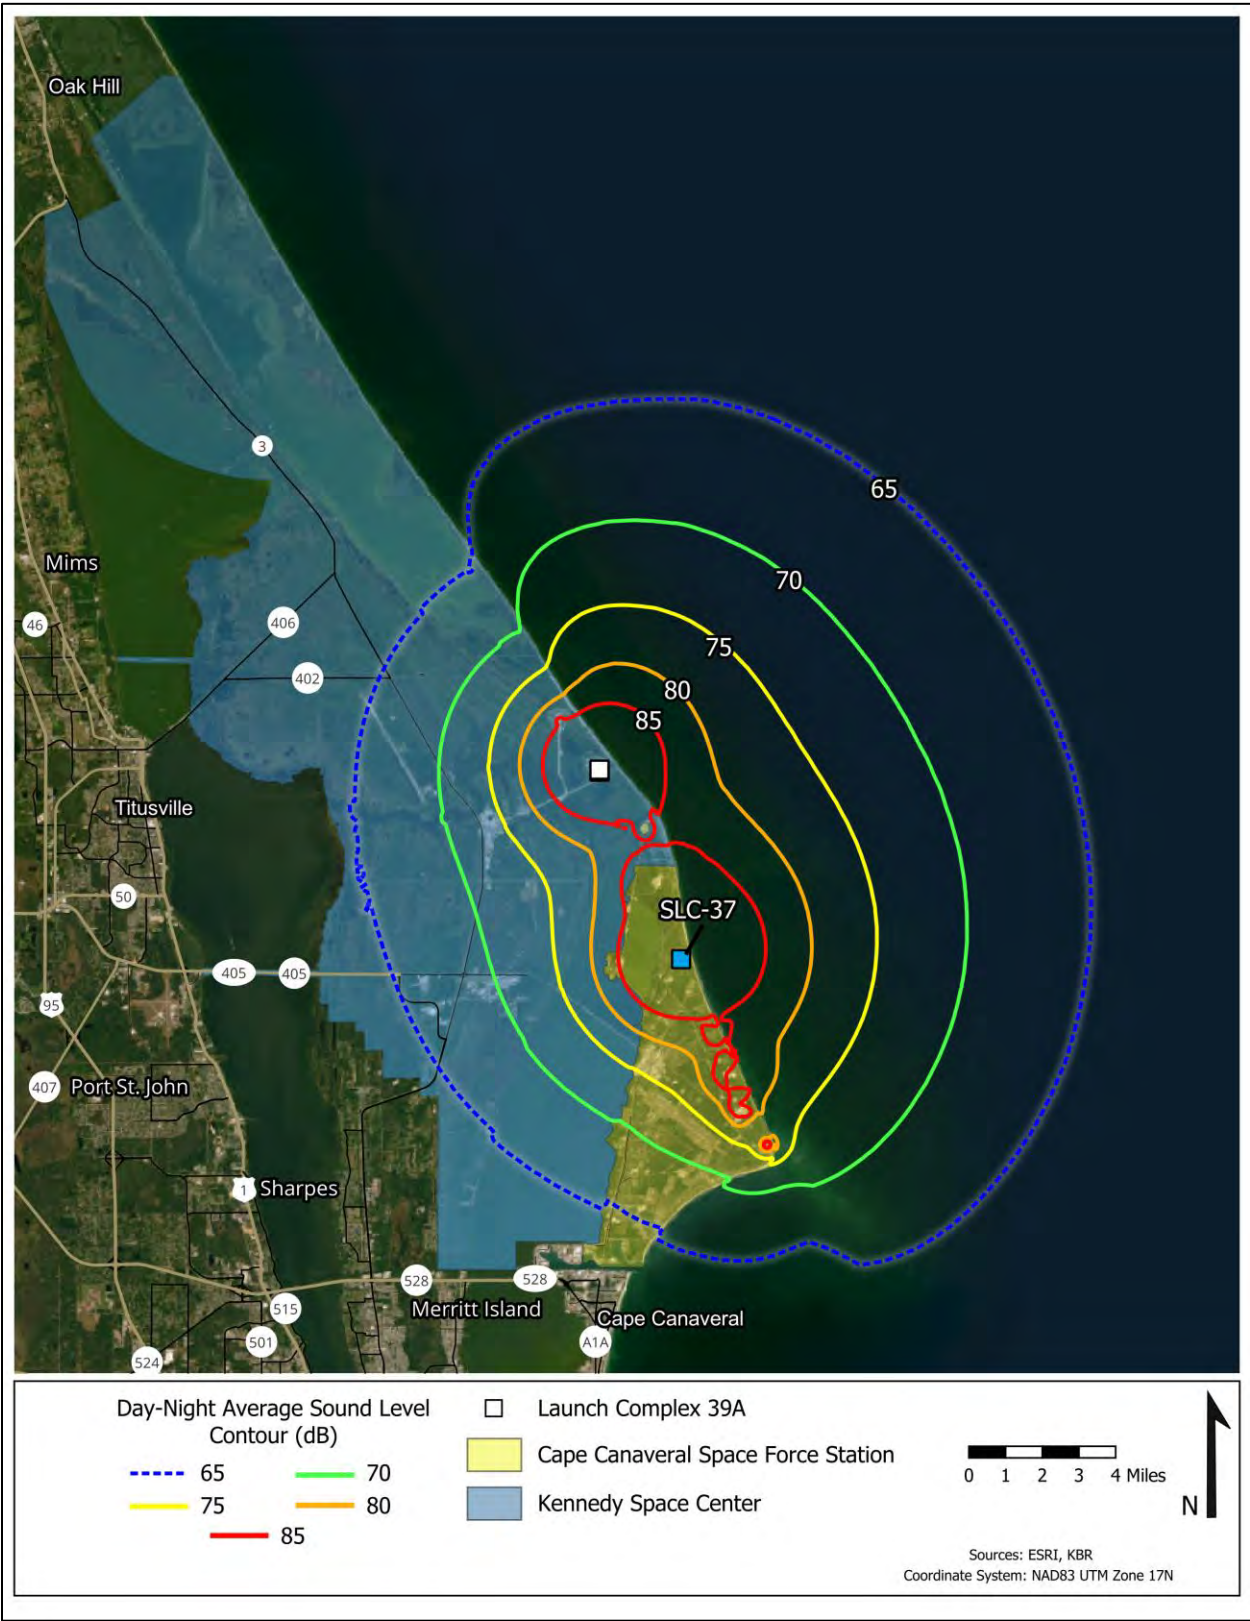 Oak Hill
3
65
Mims
70
46
406
75
402
80
85
Titusville
50
SLC-37
405
405
95
407
Port St. John
1
Sharpes
528
528
515
Merritt Island
Cape Canaveral
501
A1A
524
Day-Night Average Sound Level
Contour (dB)
65
70
75
80
85
Launch Complex 39A
Cape Canaveral Space Force Station
Kennedy Space Center
0 1 2 3 4 Miles
N
Sources: ESRI, KBR
Coordinate System: NAD83 UTM Zone 17N